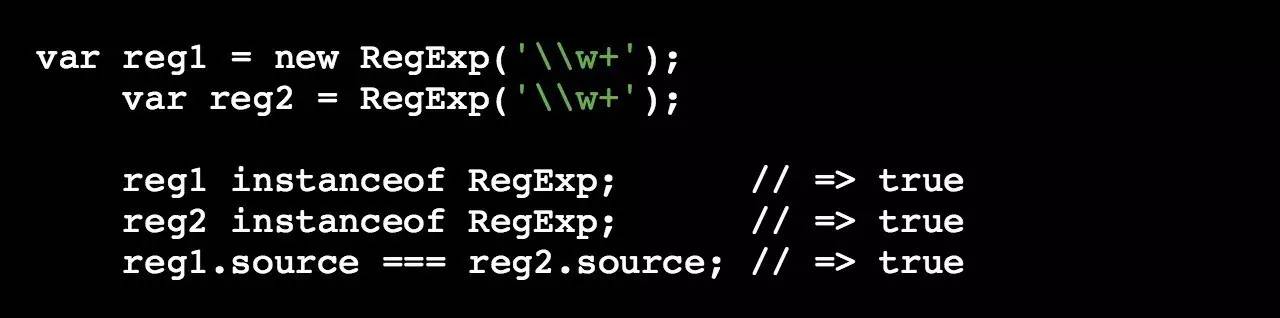 var reg1 = new RegExp('\\w+');
var reg2 = RegExp('\\w+');
reg1 instanceof RegExp; // => true
reg2 instanceof RegExp; // => true
reg1.source === reg2.source; // => true